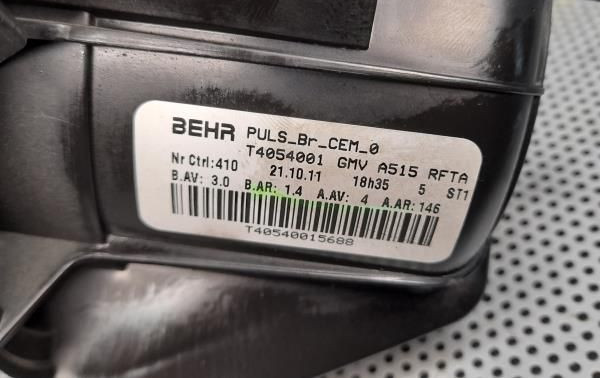 BEHR PULS_Br_CEM_0
T4054001 GMV A515 RFTA
Nr Ctrl:410 21.10.11 18h35 5 ST1
B.AV: 3.0 B.AR: 1.4 A.AV: 4 A.AR: 146
T40540015688